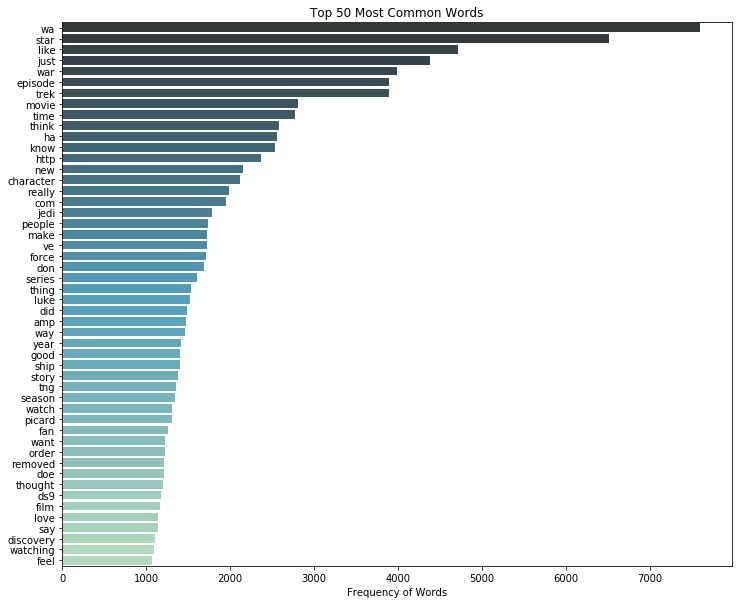 Top 50 Most Common Words
wa
star
like
just
war
episode
trek
movie
time
think
ha
know
http
new
character
really
com
jedi
people
make
ve
force
don
series
thing
luke
did
amp
way
year
good
ship
story
tng
season
watch
picard
fan
want
order
removed
doe
thought
ds9
film
love
say
discovery
watching
feel
0 1000 2000 3000 4000 5000 6000 7000
Frequency of Words